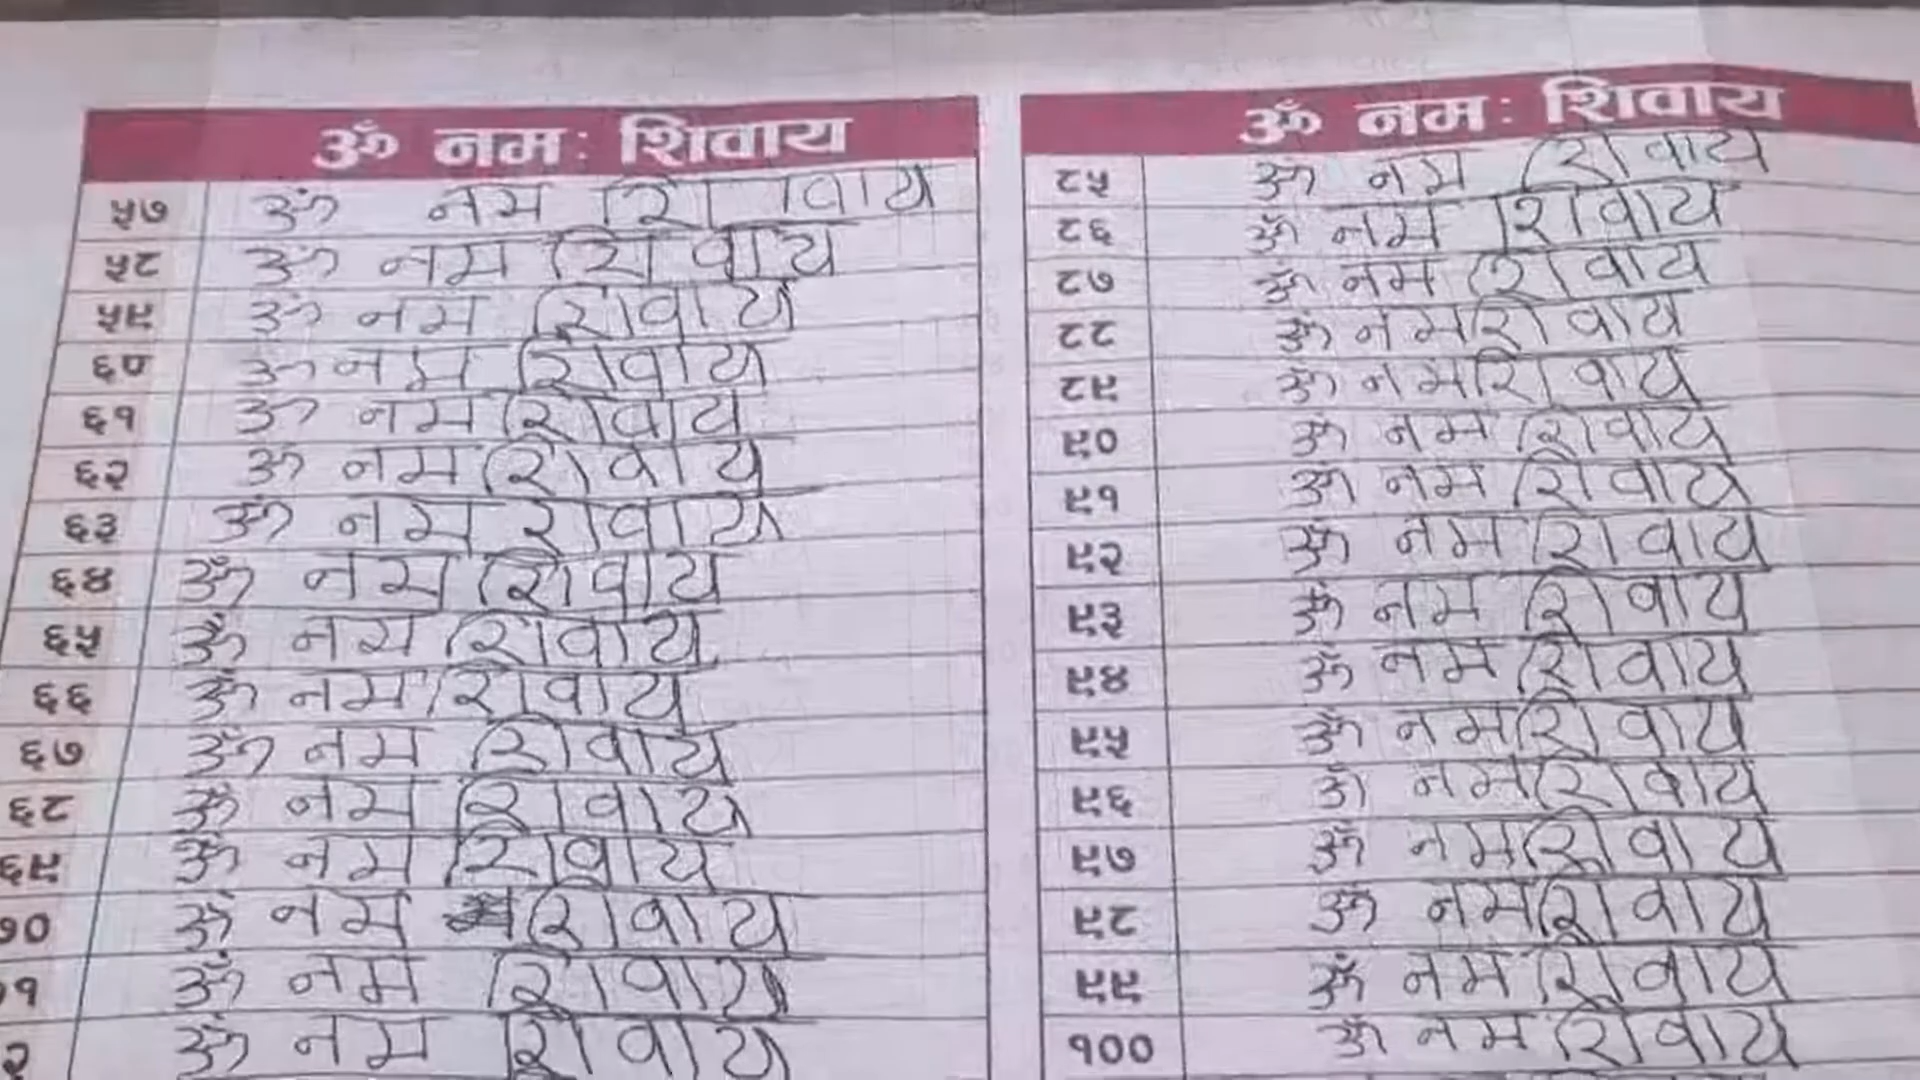 ॐ नमः शिवाय
५७ ॐ नम शिवाय
५८ ॐ नम शिवाय
५९ ॐ नम शिवाय
६० ॐ नम शिवाय
६१ ॐ नम शिवाय
६२ ॐ नम शिवाय
६३ ॐ नम शिवाय
६४ ॐ नम शिवाय
६५ ॐ नम शिवाय
६६ ॐ नम शिवाय
६७ ॐ नम शिवाय
६८ ॐ नम शिवाय
६९ ॐ नम शिवाय
७० ॐ नम शिवाय
७१ ॐ नम शिवाय
२ ॐ नम शिवाय
ॐ नमः शिवाय
८५ ॐ नम शिवाय
८६ ॐ नम शिवाय
८७ ॐ नम शिवाय
८८ ॐ नम शिवाय
८९ ॐ नम शिवाय
९० ॐ नम शिवाय
९१ ॐ नम शिवाय
९२ ॐ नम शिवाय
९३ ॐ नम शिवाय
९४ ॐ नम शिवाय
९५ ॐ नम शिवाय
९६ ॐ नम शिवाय
९७ ॐ नम शिवाय
९८ ॐ नम शिवाय
९९ ॐ नम शिवाय
१०० ॐ नम शिवाय